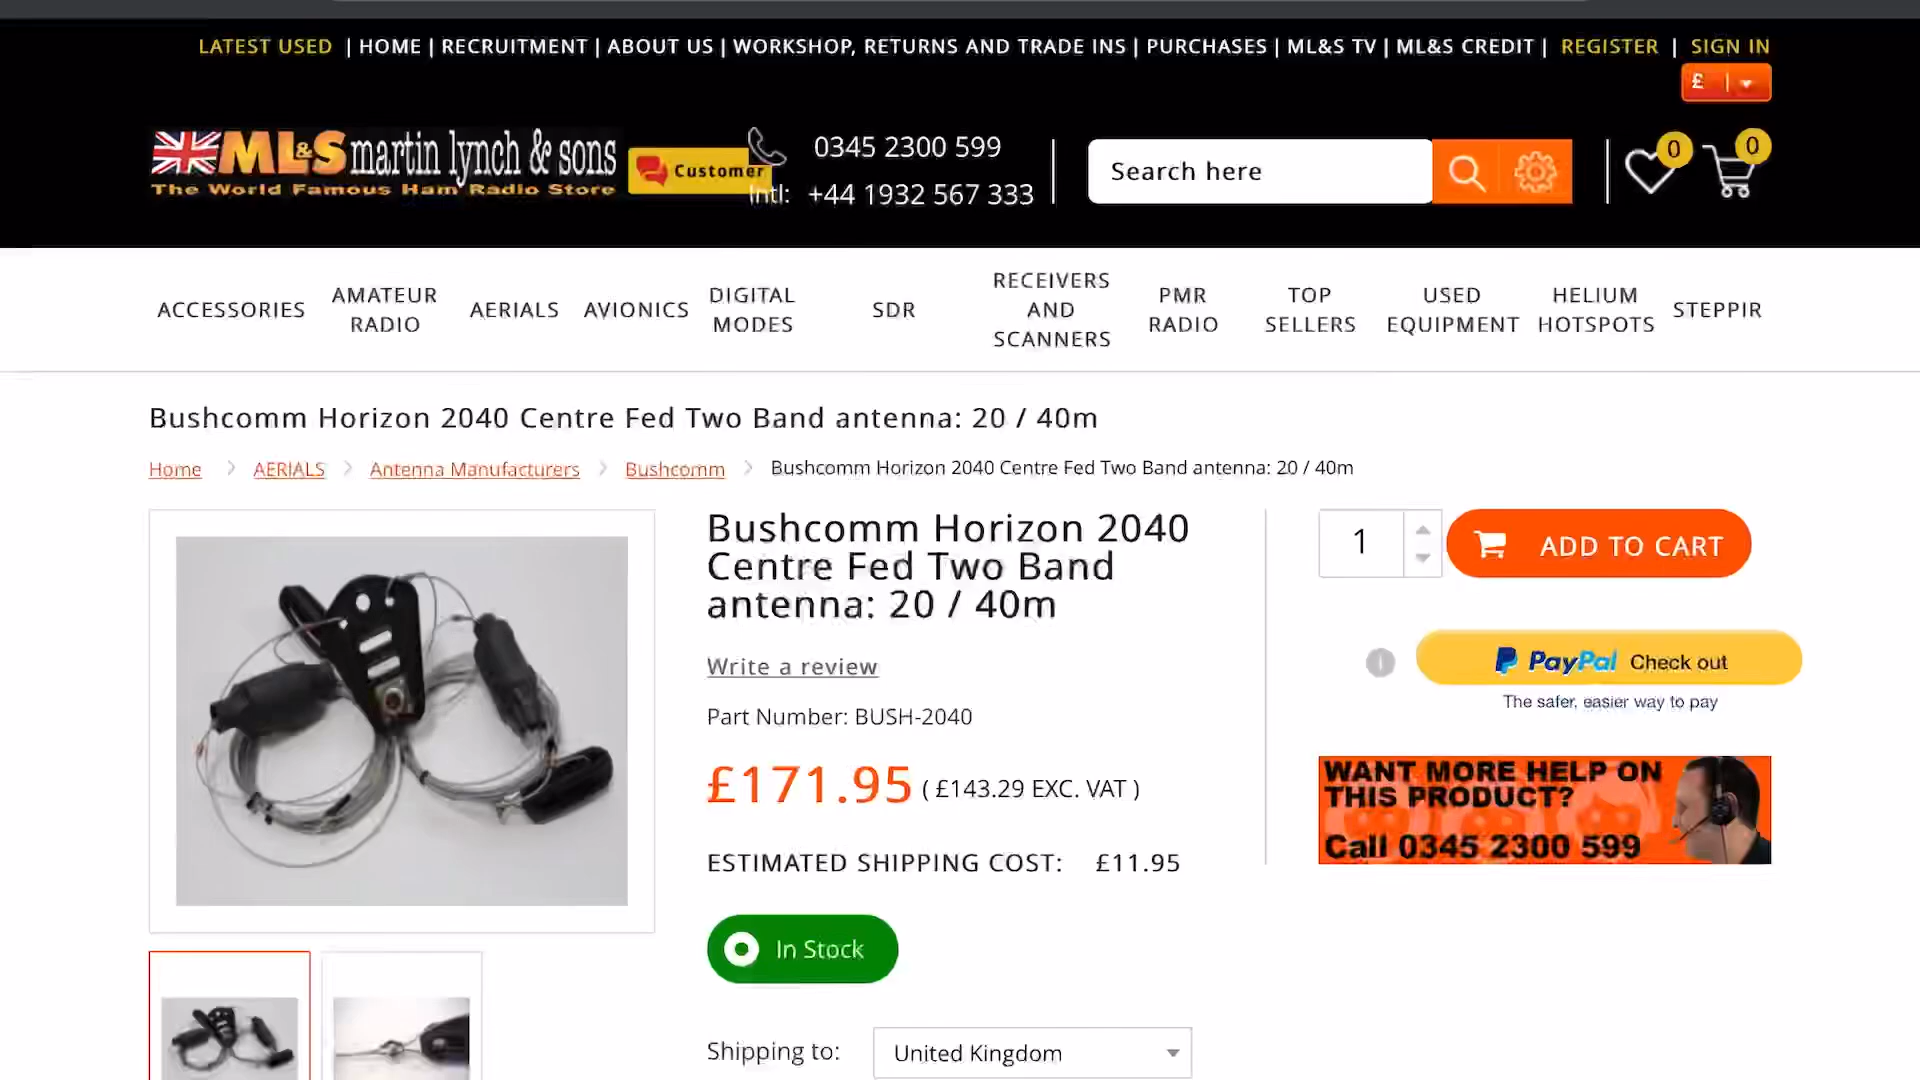 LATEST USED | HOME | RECRUITMENT | ABOUT US | WORKSHOP, RETURNS AND TRADE INS | PURCHASES | ML&S TV | ML&S CREDIT | REGISTER | SIGN IN
£
ML&S martin lynch & sons
The World Famous Ham Radio Store
Customer
0345 2300 599
Intl: +44 1932 567 333
Search here
0
0
ACCESSORIES
AMATEUR
RADIO
AERIALS
AVIONICS
DIGITAL
MODES
SDR
RECEIVERS
AND
SCANNERS
PMR
RADIO
TOP
SELLERS
USED
EQUIPMENT
HELIUM
HOTSPOTS
STEPPIR
Bushcomm Horizon 2040 Centre Fed Two Band antenna: 20 / 40m
Home > AERIALS > Antenna Manufacturers > Bushcomm > Bushcomm Horizon 2040 Centre Fed Two Band antenna: 20 / 40m
Bushcomm Horizon 2040
Centre Fed Two Band
antenna: 20 / 40m
Write a review
Part Number: BUSH-2040
£171.95 ( £143.29 EXC. VAT )
ESTIMATED SHIPPING COST: £11.95
In Stock
Shipping to: United Kingdom
1
ADD TO CART
i
PayPal Check out
The safer, easier way to pay
WANT MORE HELP ON
THIS PRODUCT?
Call 0345 2300 599